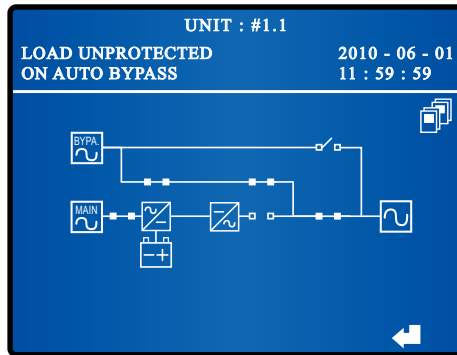 UNIT : #1.1
LOAD UNPROTECTED 2010 - 06 - 01
ON AUTO BYPASS 11 : 59 : 59
BYPA.
MAIN